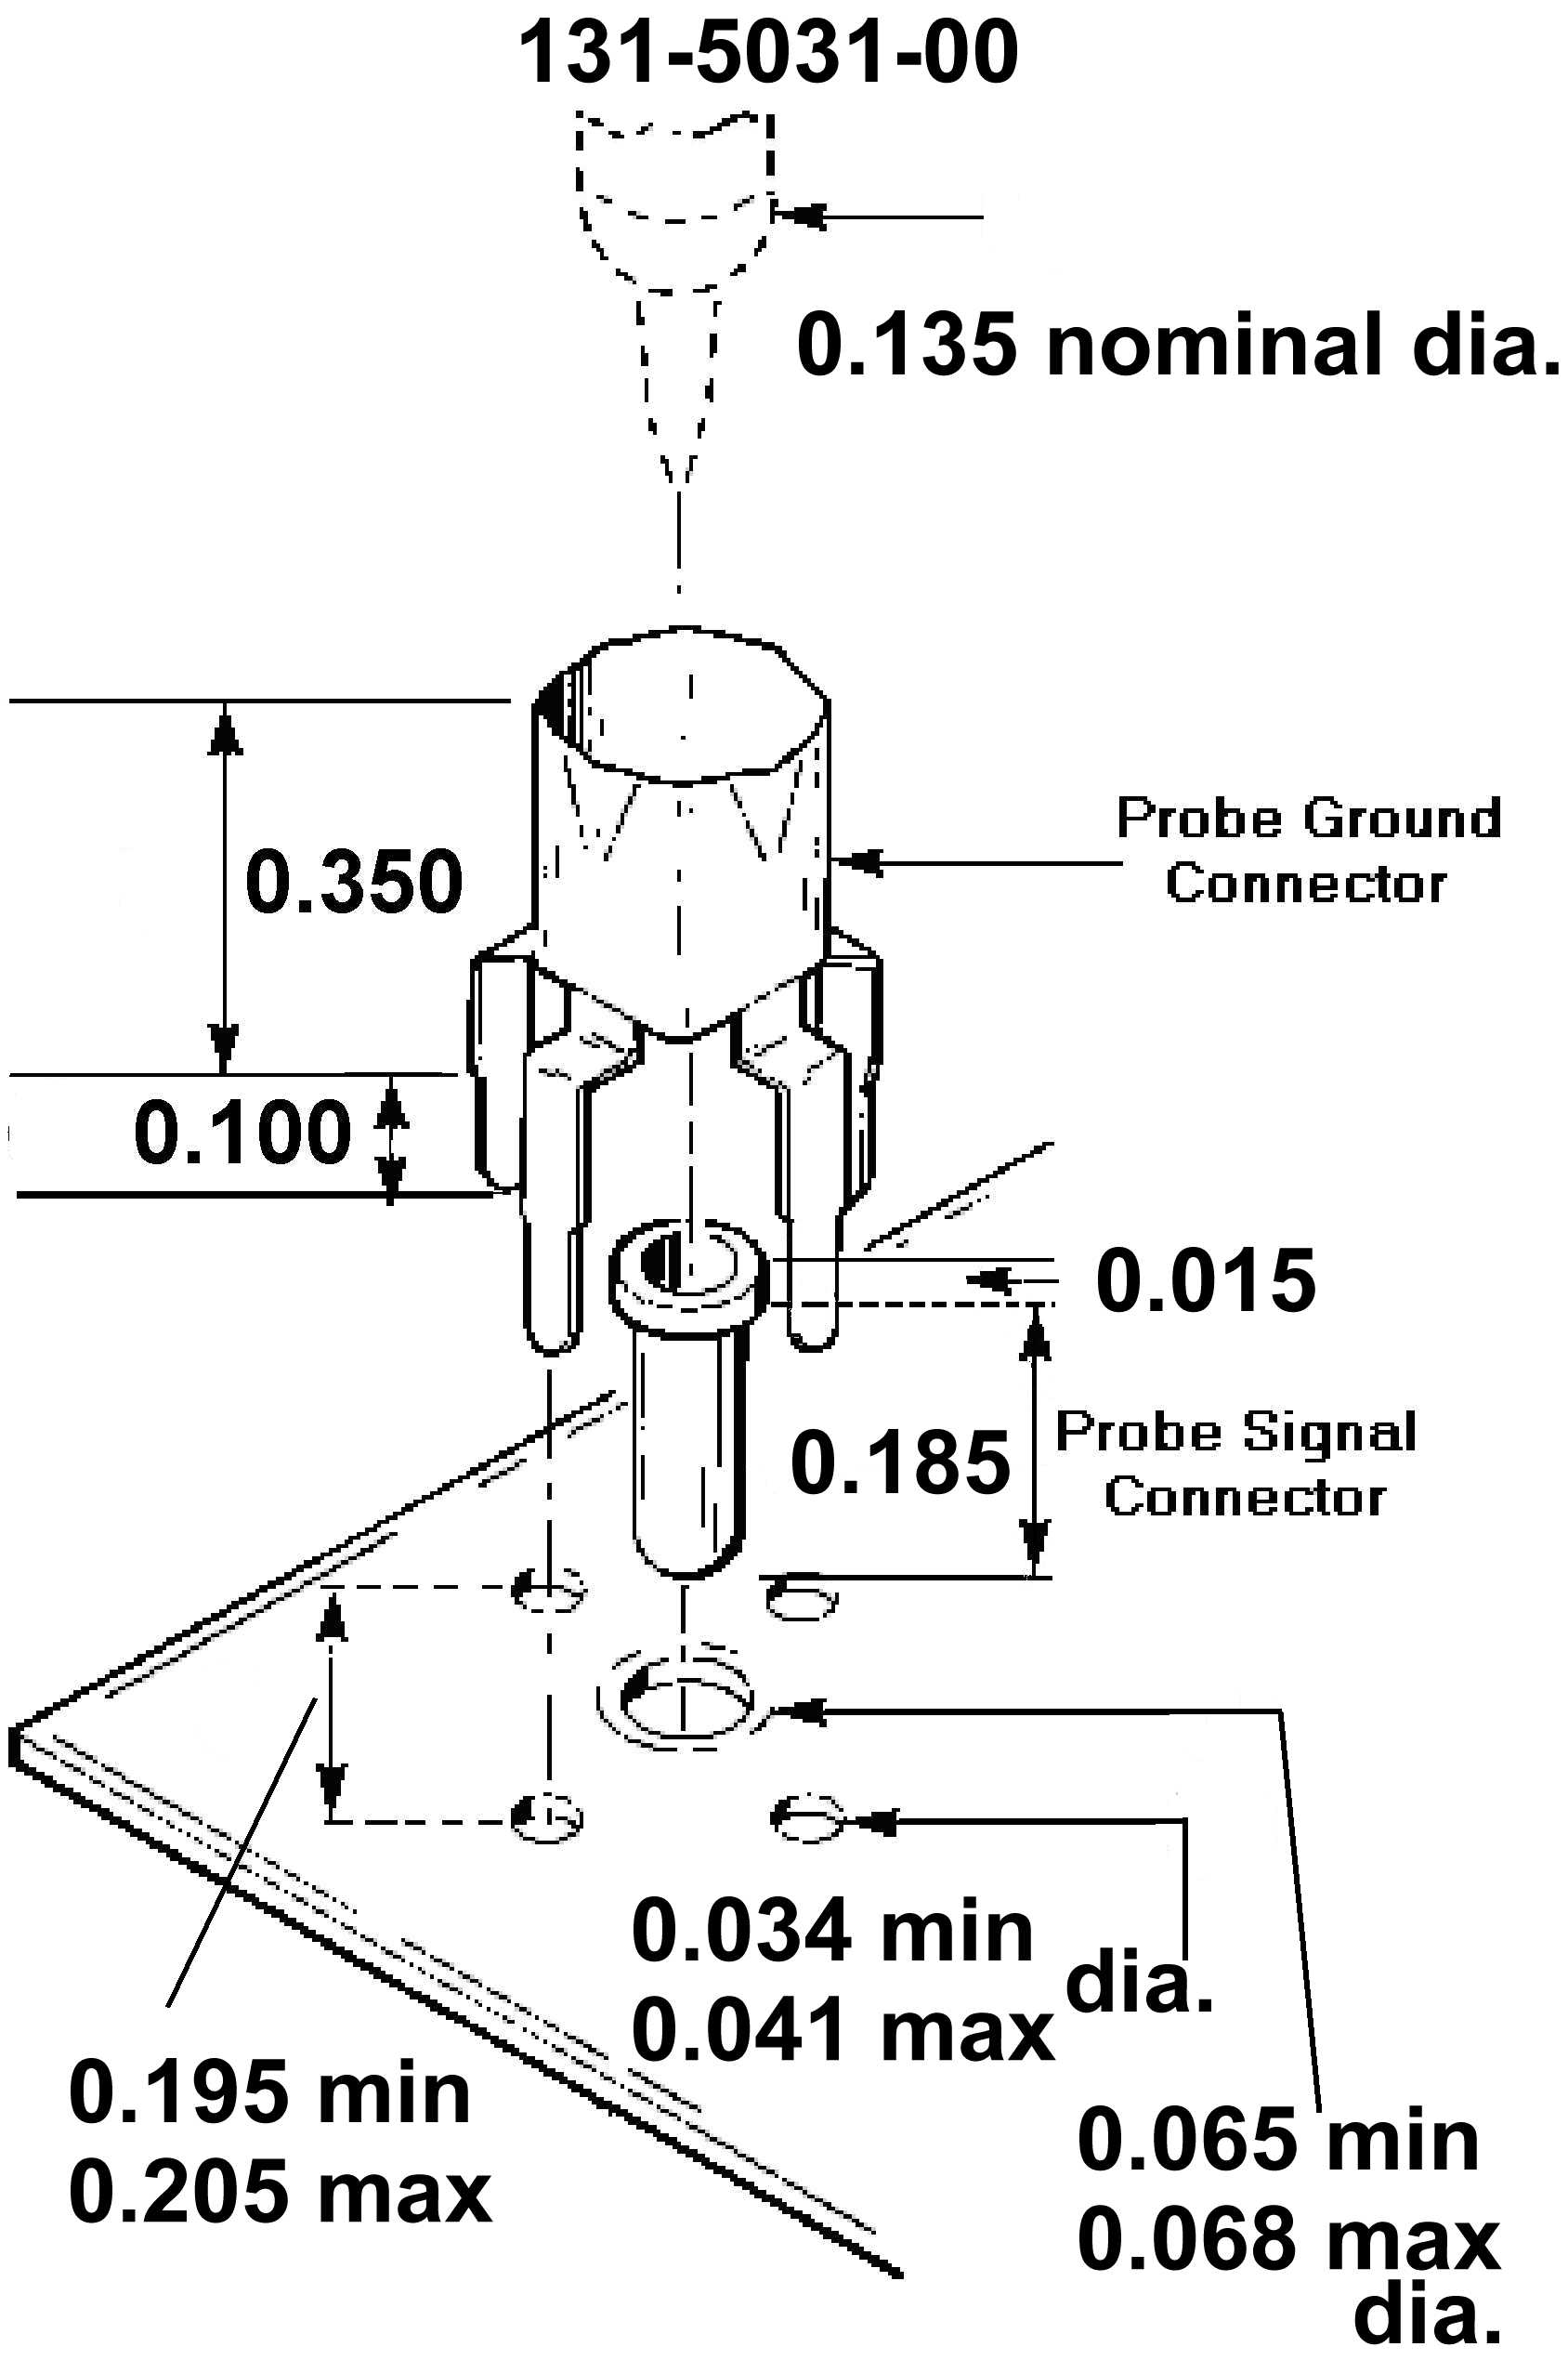 131-5031-00
0.135 nominal dia.
Probe Ground
Connector
0.350
0.100
0.015
0.185
Probe Signal
Connector
0.034 min
0.041 max
dia.
0.195 min
0.205 max
0.065 min
0.068 max
dia.